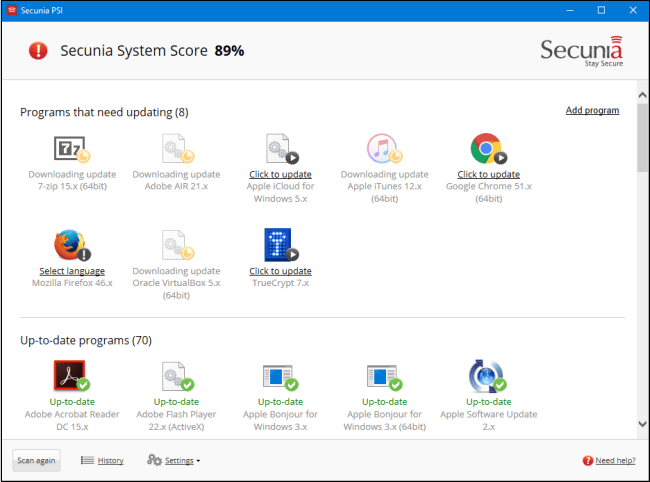 Secunia PSI
Secunia System Score 89%
Secunia
Stay Secure
Programs that need updating (8)
Add program
7z
Downloading update
7-zip 15.x (64bit)
Downloading update
Adobe AIR 21.x
Click to update
Apple iCloud for
Windows 5.x
Downloading update
Apple iTunes 12.x
(64bit)
Click to update
Google Chrome 51.x
(64bit)
Select language
Mozilla Firefox 46.x
Downloading update
Oracle VirtualBox 5.x
(64bit)
Click to update
TrueCrypt 7.x
Up-to-date programs (70)
Up-to-date
Adobe Acrobat Reader
DC 15.x
Up-to-date
Adobe Flash Player
22.x (ActiveX)
Up-to-date
Apple Bonjour for
Windows 3.x
Up-to-date
Apple Bonjour for
Windows 3.x (64bit)
Up-to-date
Apple Software Update
2.x
Scan again
History
Settings
Need help?